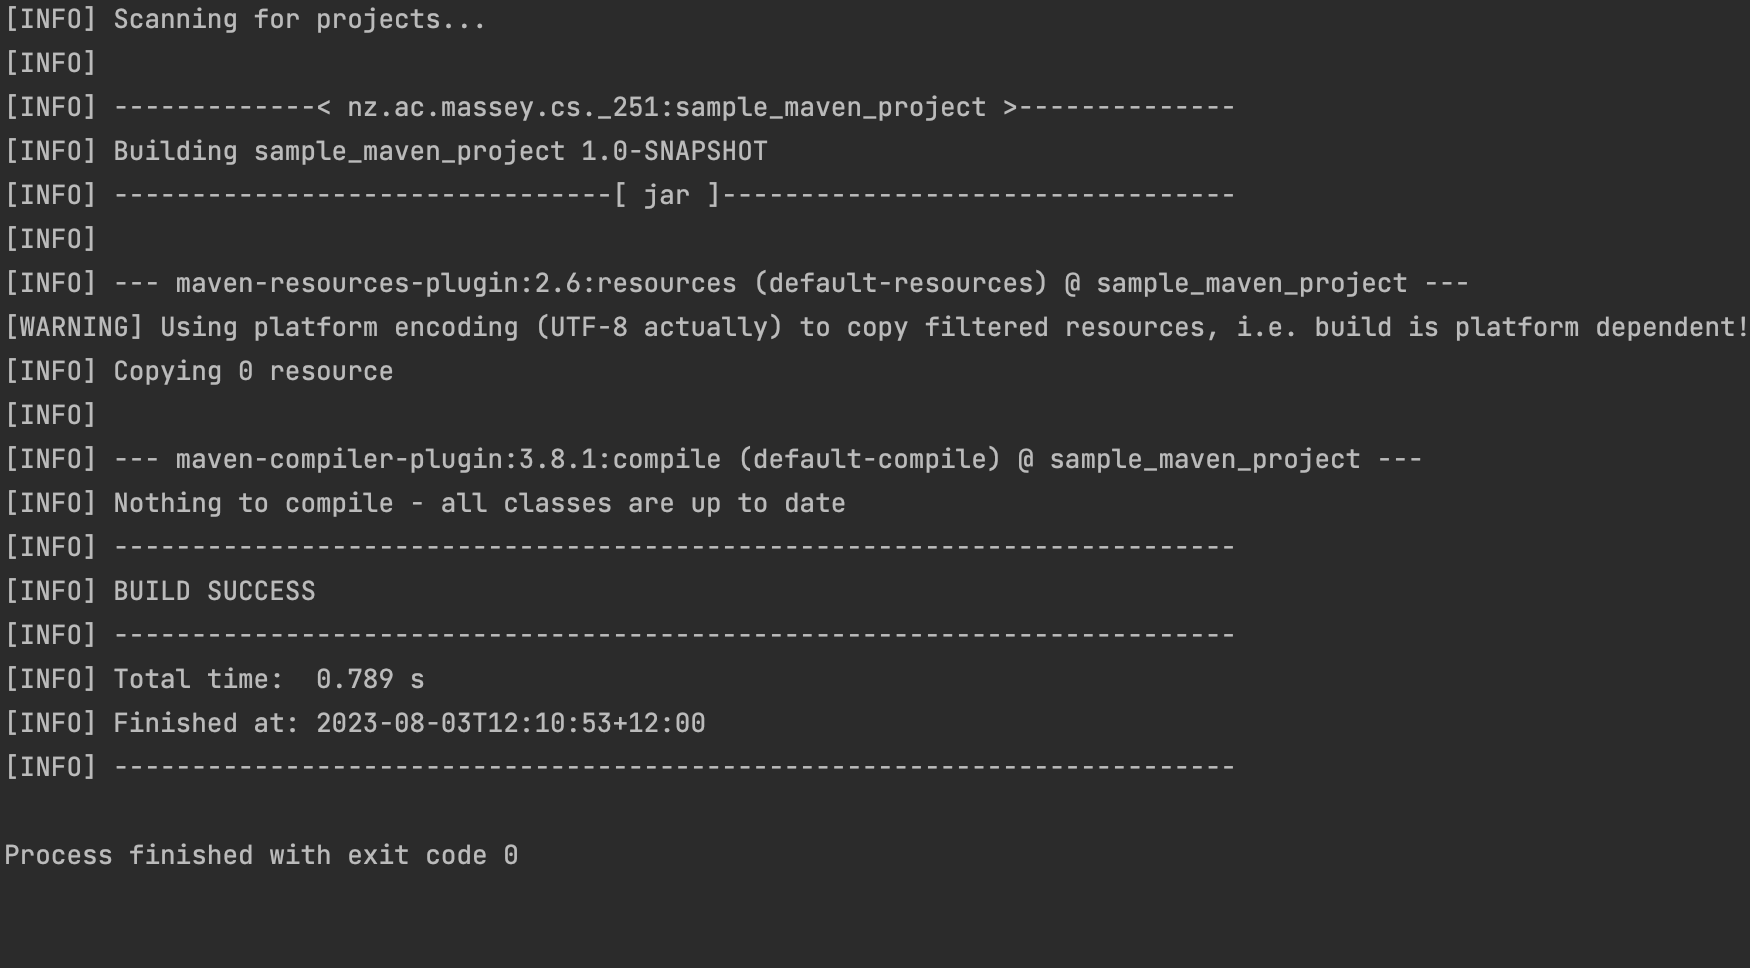 [INFO] Scanning for projects...
[INFO]
[INFO] -------------< nz.ac.massey.cs._251:sample_maven_project >--------------
[INFO] Building sample_maven_project 1.0-SNAPSHOT
[INFO] --------------------------------[ jar ]---------------------------------
[INFO]
[INFO] --- maven-resources-plugin:2.6:resources (default-resources) @ sample_maven_project ---
[WARNING] Using platform encoding (UTF-8 actually) to copy filtered resources, i.e. build is platform dependent!
[INFO] Copying 0 resource
[INFO]
[INFO] --- maven-compiler-plugin:3.8.1:compile (default-compile) @ sample_maven_project ---
[INFO] Nothing to compile - all classes are up to date
[INFO] ------------------------------------------------------------------------
[INFO] BUILD SUCCESS
[INFO] ------------------------------------------------------------------------
[INFO] Total time:  0.789 s
[INFO] Finished at: 2023-08-03T12:10:53+12:00
[INFO] ------------------------------------------------------------------------
Process finished with exit code 0